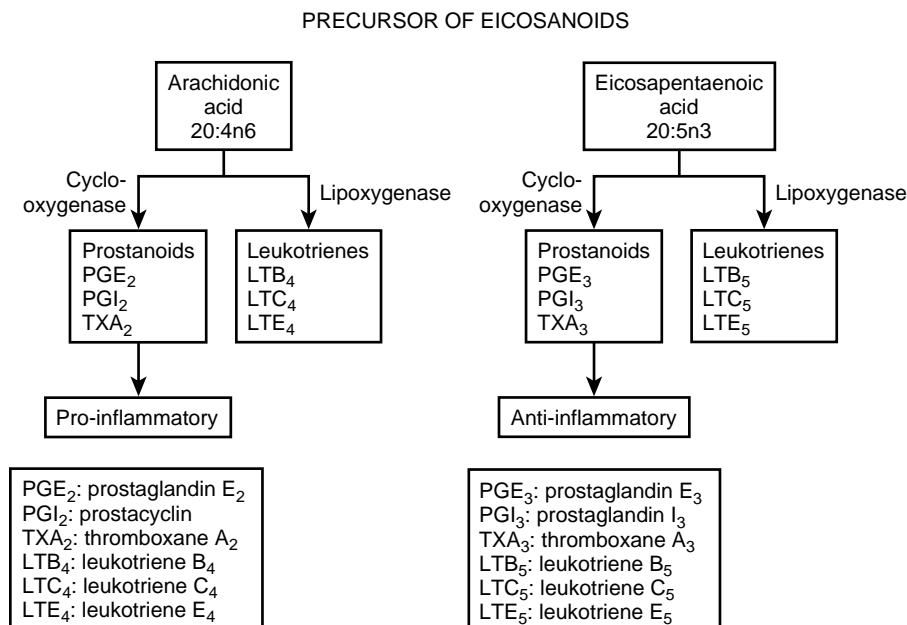 PRECURSOR OF EICOSANOIDS
Arachidonic
acid
20:4n6
Cyclo-
oxygenase
Lipoxygenase
Prostanoids
PGE₂
PGI₂
TXA₂
Leukotrienes
LTB₄
LTC₄
LTE₄
Pro-inflammatory
PGE₂: prostaglandin E₂
PGI₂: prostacyclin
TXA₂: thromboxane A₂
LTB₄: leukotriene B₄
LTC₄: leukotriene C₄
LTE₄: leukotriene E₄
Eicosapentaenoic
acid
20:5n3
Cyclo-
oxygenase
Lipoxygenase
Prostanoids
PGE₃
PGI₃
TXA₃
Leukotrienes
LTB₅
LTC₅
LTE₅
Anti-inflammatory
PGE₃: prostaglandin E₃
PGI₃: prostaglandin I₃
TXA₃: thromboxane A₃
LTB₅: leukotriene B₅
LTC₅: leukotriene C₅
LTE₅: leukotriene E₅